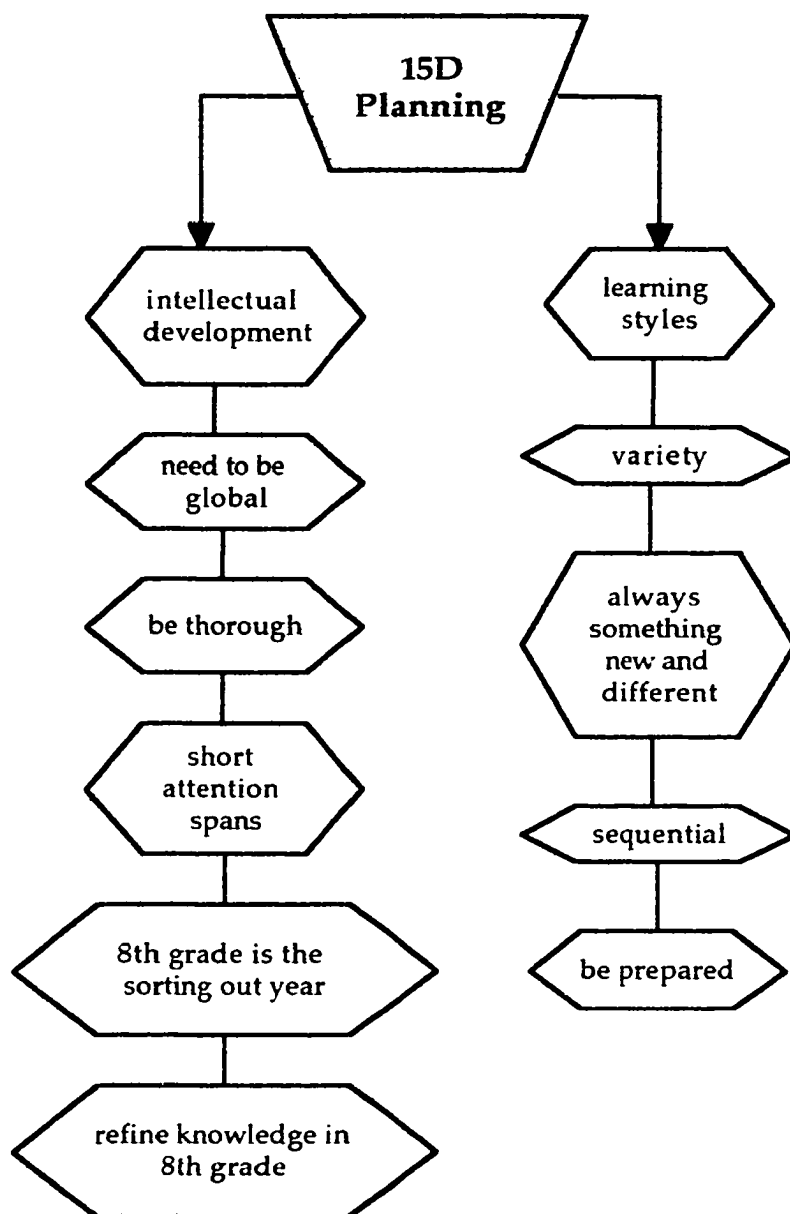 15D
Planning
intellectual
development
need to be
global
be thorough
short
attention
spans
8th grade is the
sorting out year
refine knowledge in
8th grade
learning
styles
variety
always
something
new and
different
sequential
be prepared